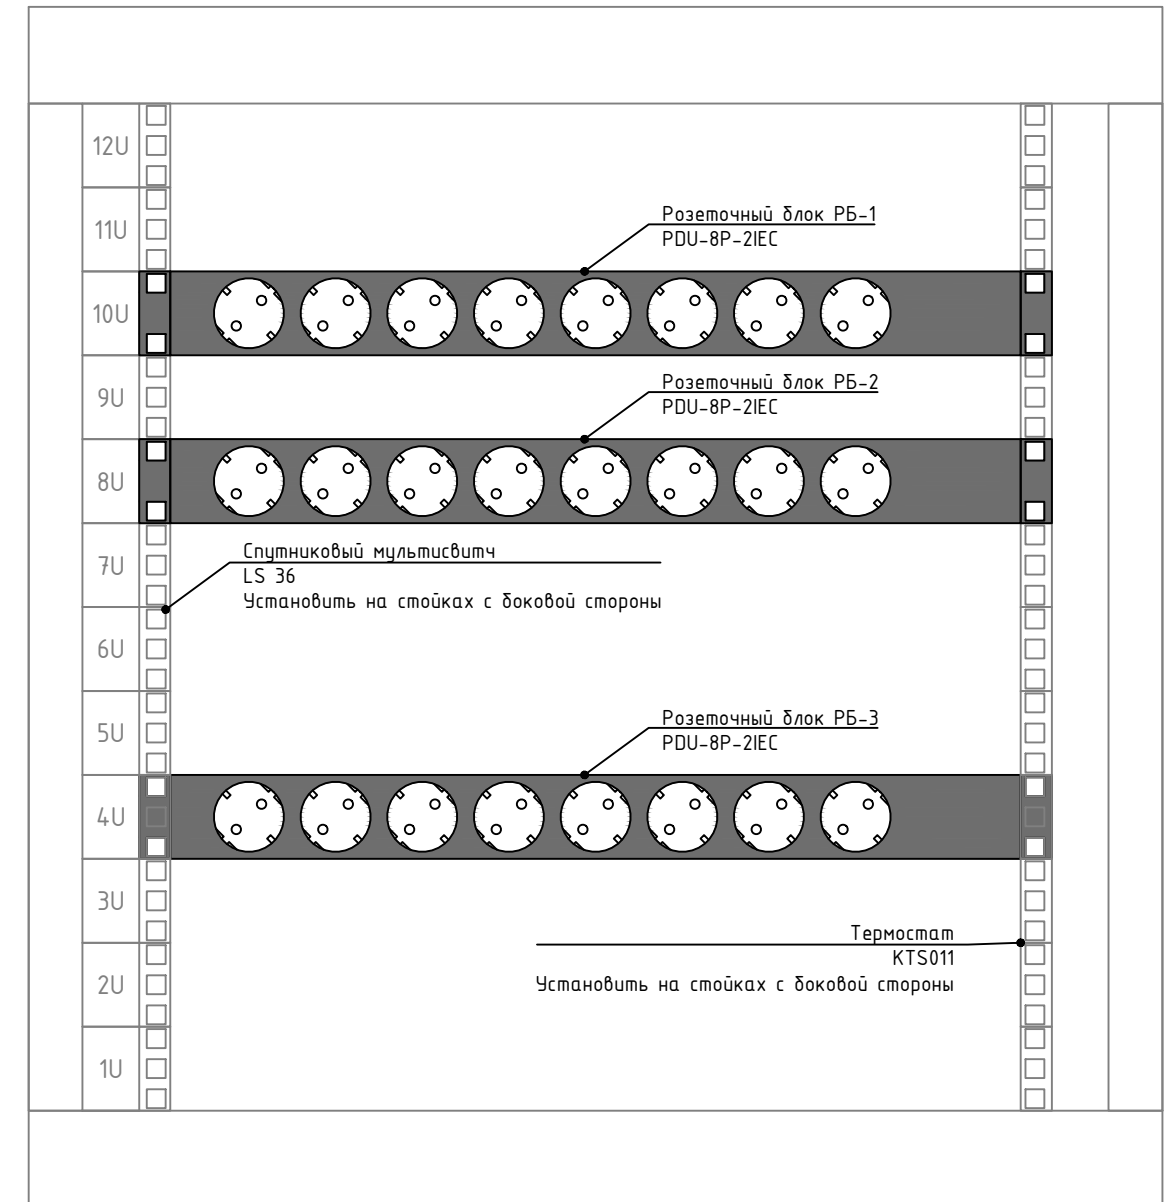 12U
11U
Розеточный блок РБ-1
PDU-8P-2IEC
10U
Розеточный блок РБ-2
PDU-8P-2IEC
9U
8U
Спутниковый мультисвитч
7U
LS 36
Установить на стойках с боковой стороны
6U
Розеточный блок РБ-3
5U
PDU-8P-2IEC
4U
3U
Термостат
KTS011
2U
Установить на стойках с боковой стороны
1U